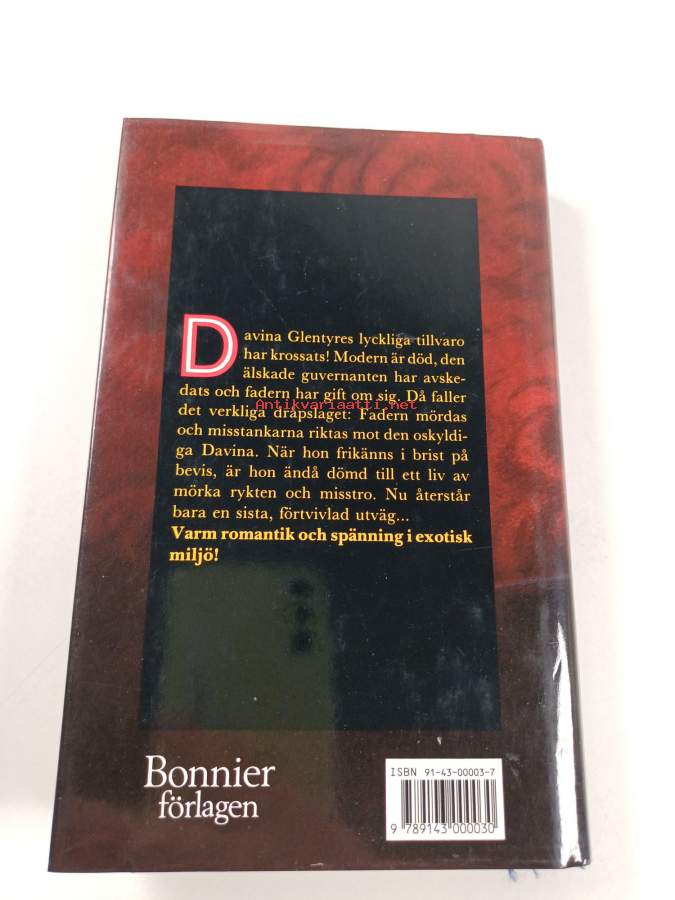 Davina Glentyres lyckliga tillvaro
har krossats! Modern är död, den
älskade guvernanten har avske-
dats och fadern har gift om sig. Då faller
Antikvariaatti.net
det verkliga dråpslaget: Fadern mördas
och misstankarna riktas mot den oskyldi-
ga Davina. När hon frikänns i brist på
bevis, är hon ändå dömd till ett liv av
mörka rykten och misstro. Nu återstår
bara en sista, förtvivlad utväg...
Varm romantik och spänning i exotisk
miljö!
Bonnier
förlagen
ISBN 91-43-00003-7
9 789143 000030